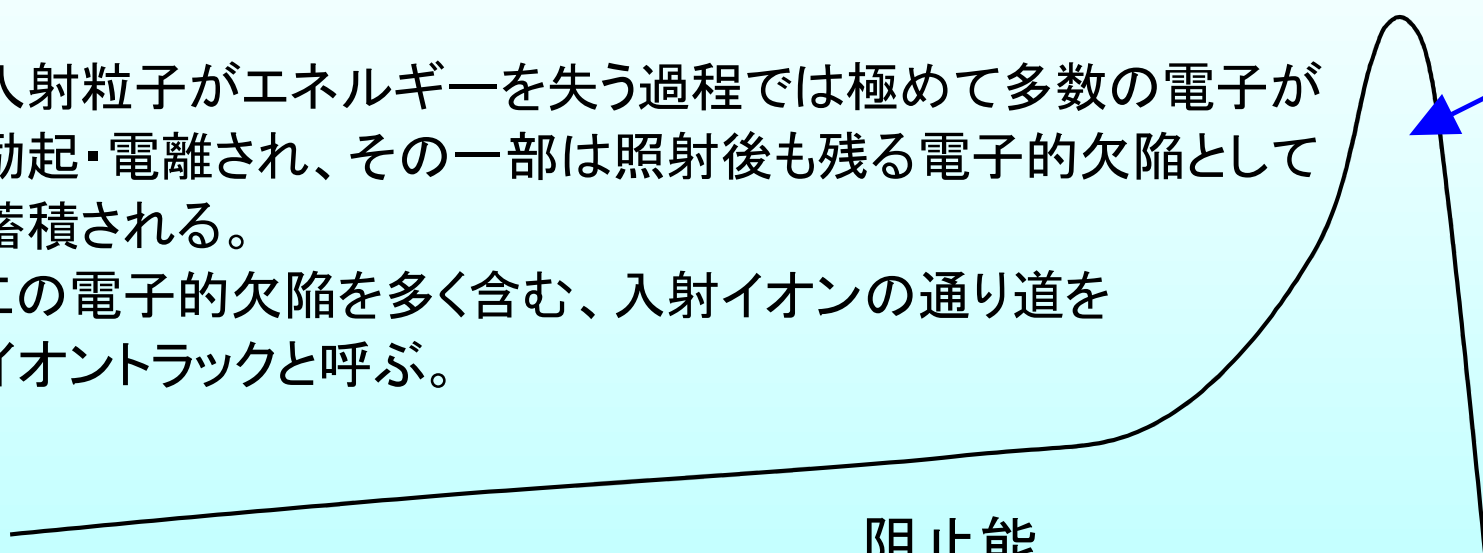 入射粒子がエネルギーを失う過程では極めて多数の電子が
励起・電離され、その一部は照射後も残る電子的欠陥として
蓄積される。
この電子的欠陥を多く含む、入射イオンの通り道を
イオントラックと呼ぶ。
阻止能